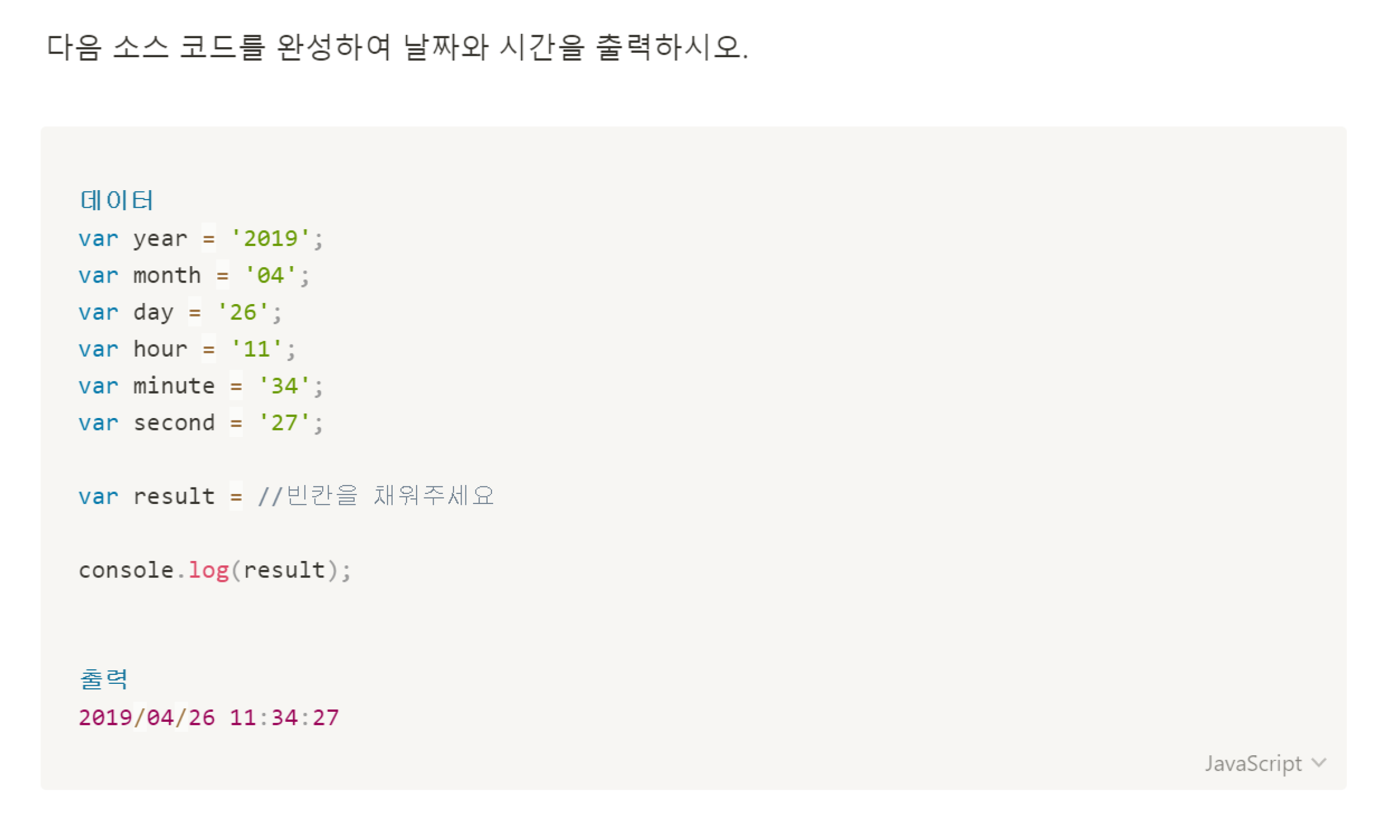 다음 소스 코드를 완성하여 날짜와 시간을 출력하시오.
데이터
var year = '2019';
var month = '04';
var day = '26';
var hour = '11';
var minute = '34';
var second = '27';
var result = //빈칸을 채워주세요
console.log(result);
출력
2019/04/26 11:34:27
JavaScript